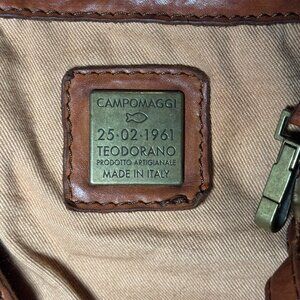 CAMPOMAGGI
25·02·1961
TEODORANO
PRODOTTO ARTIGIANALE
MADE IN ITALY